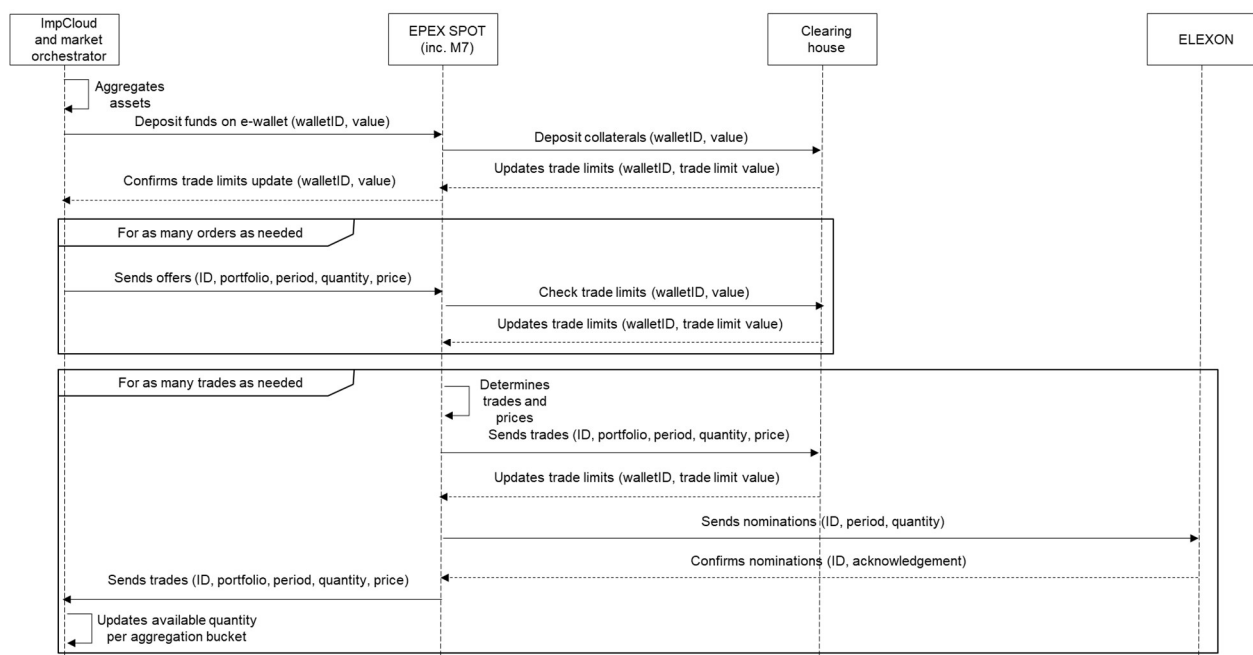 ImpCloud
and market
orchestrator
EPEX SPOT
(inc. M7)
Clearing
house
ELEXON
Aggregates
assets
Deposit funds on e-wallet (walletID, value)
Deposit collaterals (walletID, value)
Updates trade limits (walletID, trade limit value)
Confirms trade limits update (walletID, value)
For as many orders as needed
Sends offers (ID, portfolio, period, quantity, price)
Check trade limits (walletID, value)
Updates trade limits (walletID, trade limit value)
For as many trades as needed
Determines
trades and
prices
Sends trades (ID, portfolio, period, quantity, price)
Updates trade limits (walletID, trade limit value)
Sends nominations (ID, period, quantity)
Confirms nominations (ID, acknowledgement)
Sends trades (ID, portfolio, period, quantity, price)
Updates available quantity
per aggregation bucket